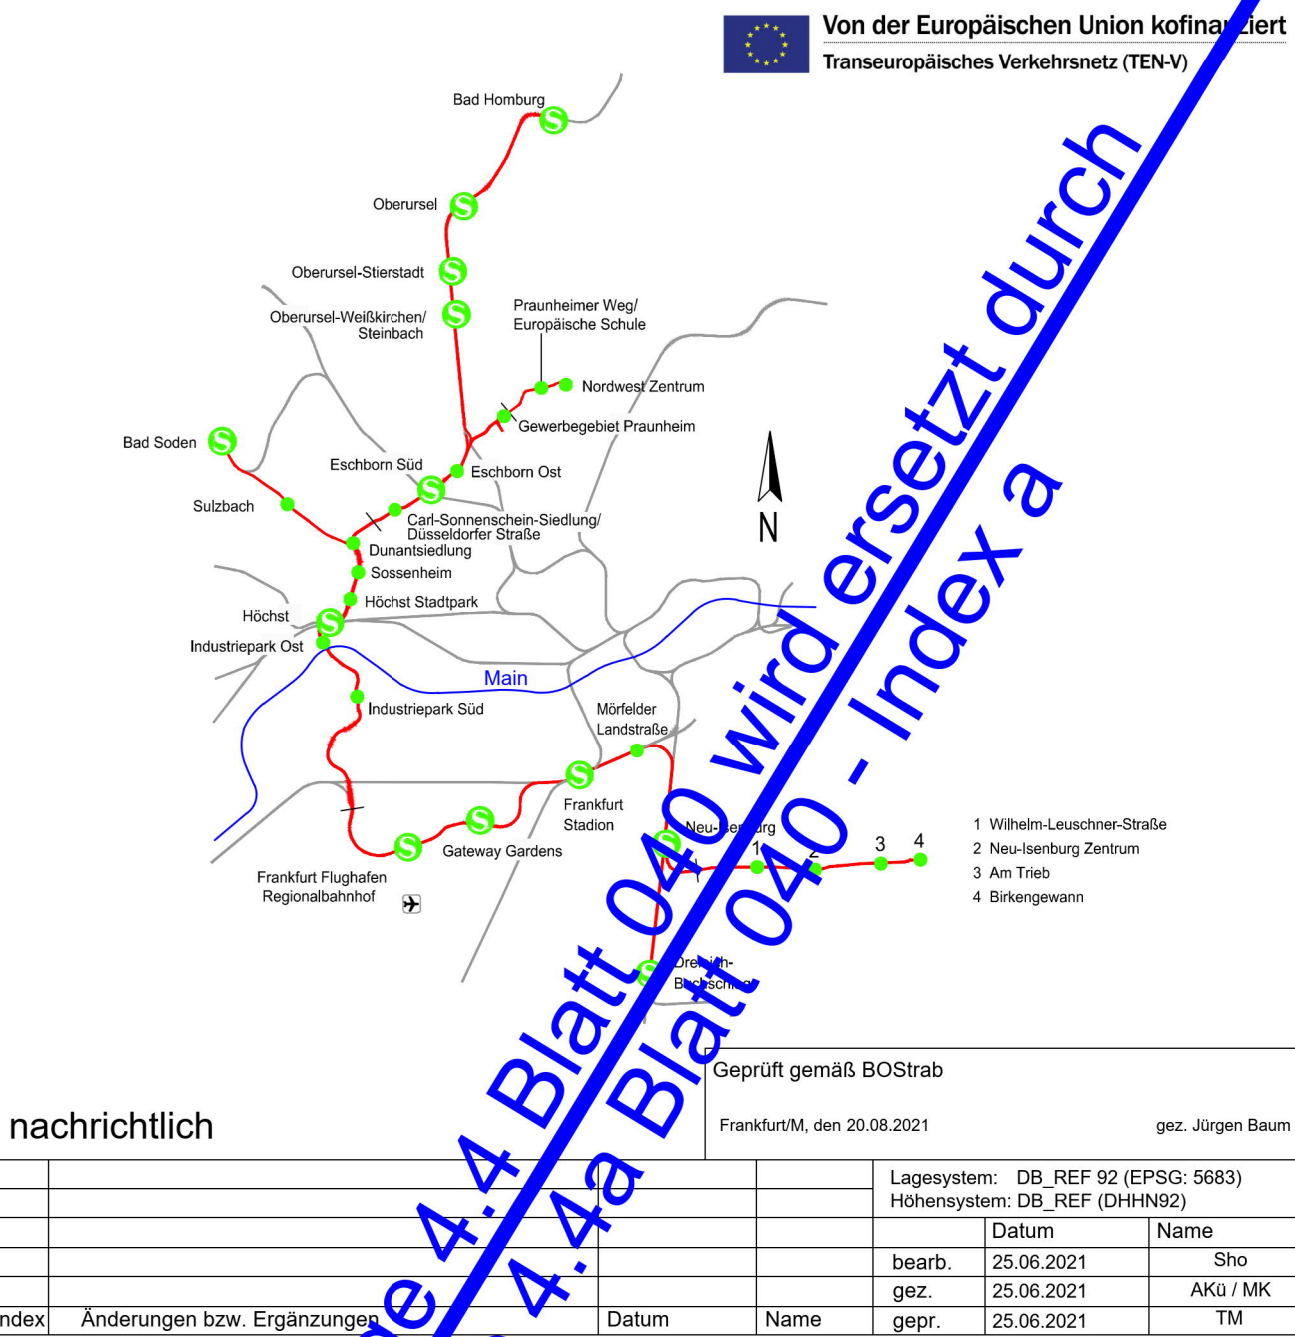 Von der Europäischen Union kofinanziert
Transeuropäisches Verkehrsnetz (TEN-V)
Bad Homburg
Oberursel
Oberursel-Stierstadt
Oberursel-Weißkirchen/
Steinbach
Praunheimer Weg/
Europäische Schule
Nordwest Zentrum
Gewerbegebiet Praunheim
Bad Soden
Eschborn Süd
Eschborn Ost
Sulzbach
Carl-Sonnenschein-Siedlung/
Düsseldorfer Straße
Dunantsiedlung
Sossenheim
Höchst Stadtpark
Höchst
Industriepark Ost
Main
Industriepark Süd
Mörfelder
Landstraße
Frankfurt
Stadion
Gateway Gardens
Frankfurt Flughafen
Regionalbahnhof
Neu-Isenburg
1
2
3
4
Dreieich-
Buchschlag
N
1 Wilhelm-Leuschner-Straße
2 Neu-Isenburg Zentrum
3 Am Trieb
4 Birkengewann
4.4 Blatt 040 wird ersetzt durch
4.4a Blatt 040 - Index a
nachrichtlich
Geprüft gemäß BOStrab
Frankfurt/M, den 20.08.2021 gez. Jürgen Baum
Lagesystem: DB_REF 92 (EPSG: 5683)
Höhensystem: DB_REF (DHHN92)
Datum Name
bearb. 25.06.2021 Sho
gez. 25.06.2021 AKü / MK
Änderungen bzw. Ergänzungen Datum Name gepr. 25.06.2021 TM